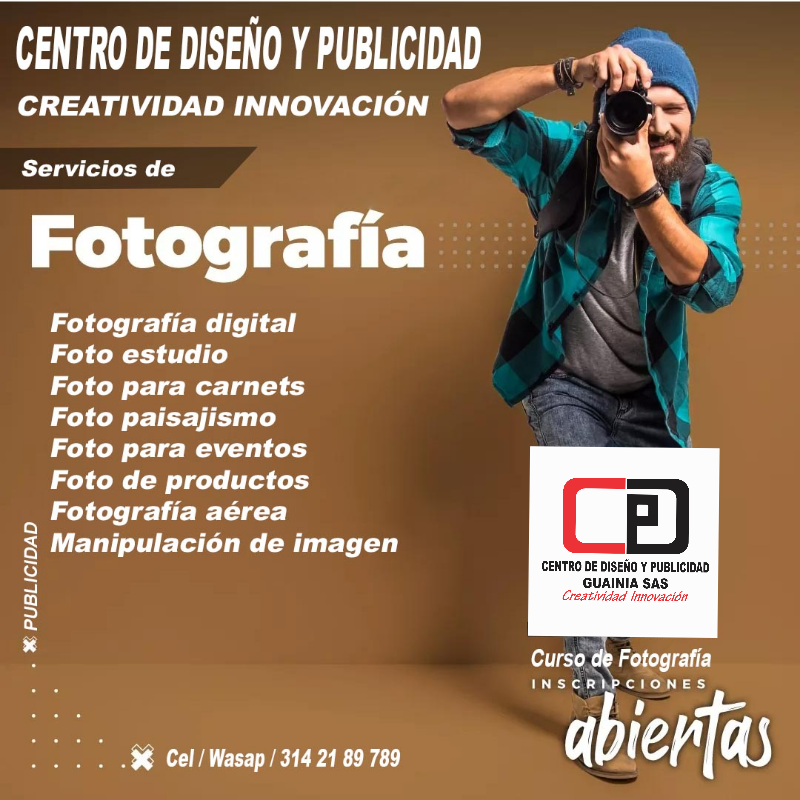 CENTRO DE DISEÑO Y PUBLICIDAD
CREATIVIDAD INNOVACIÓN
Servicios de
Fotografía
Fotografía digital
Foto estudio
Foto para carnets
Foto paisajismo
Foto para eventos
Foto de productos
Fotografía aérea
Manipulación de imagen
PUBLICIDAD
CPD
CENTRO DE DISEÑO Y PUBLICIDAD
GUAINIA SAS
Creatividad Innovación
Curso de Fotografía
INSCRIPCIONES
abiertas
Cel / Wasap / 314 21 89 789